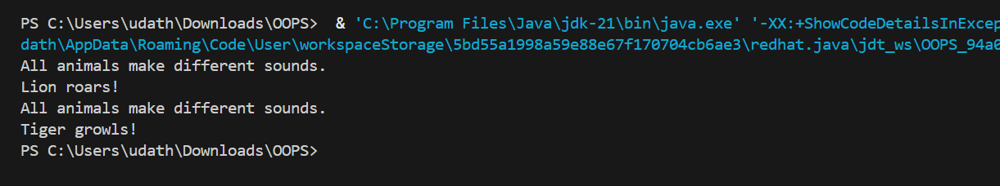 PS C:\Users\udath\Downloads\OOPS>  & 'C:\Program Files\Java\jdk-21\bin\java.exe' '-XX:+ShowCodeDetailsInExcep
dath\AppData\Roaming\Code\User\workspaceStorage\5bd55a1998a59e88e67f170704cb6ae3\redhat.java\jdt_ws\OOPS_94a6
All animals make different sounds.
Lion roars!
All animals make different sounds.
Tiger growls!
PS C:\Users\udath\Downloads\OOPS>